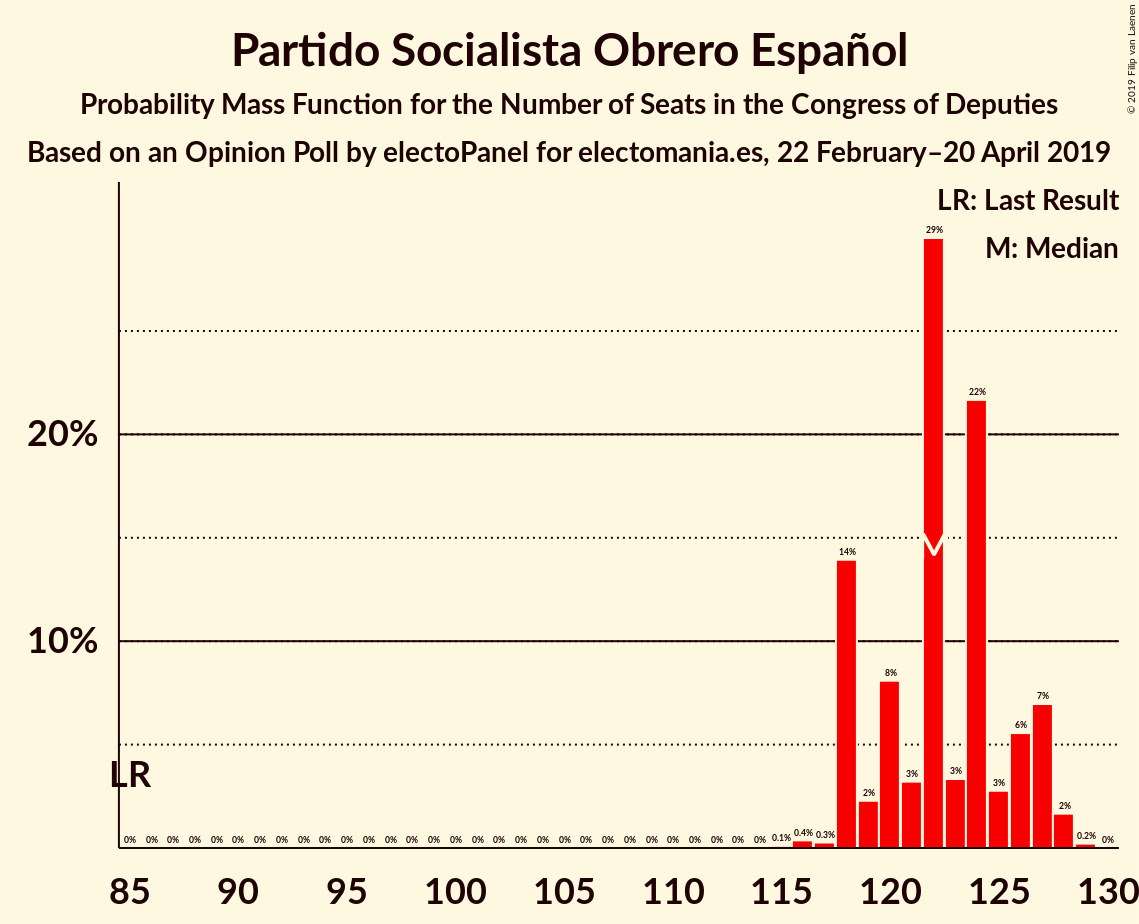 Partido Socialista Obrero Español
Probability Mass Function for the Number of Seats in the Congress of Deputies
Based on an Opinion Poll by electoPanel for electomania.es, 22 February–20 April 2019
© 2019 Filip van Laenen
LR: Last Result
M: Median
20%
10%
LR
0% 0% 0% 0% 0% 0% 0% 0% 0% 0% 0% 0% 0% 0% 0% 0% 0% 0% 0% 0% 0% 0% 0% 0% 0% 0% 0% 0% 0% 0% 0.1% 0.4% 0.3% 14% 2% 8% 3% 29% 3% 22% 3% 6% 7% 2% 0.2% 0%
85 90 95 100 105 110 115 120 125 130